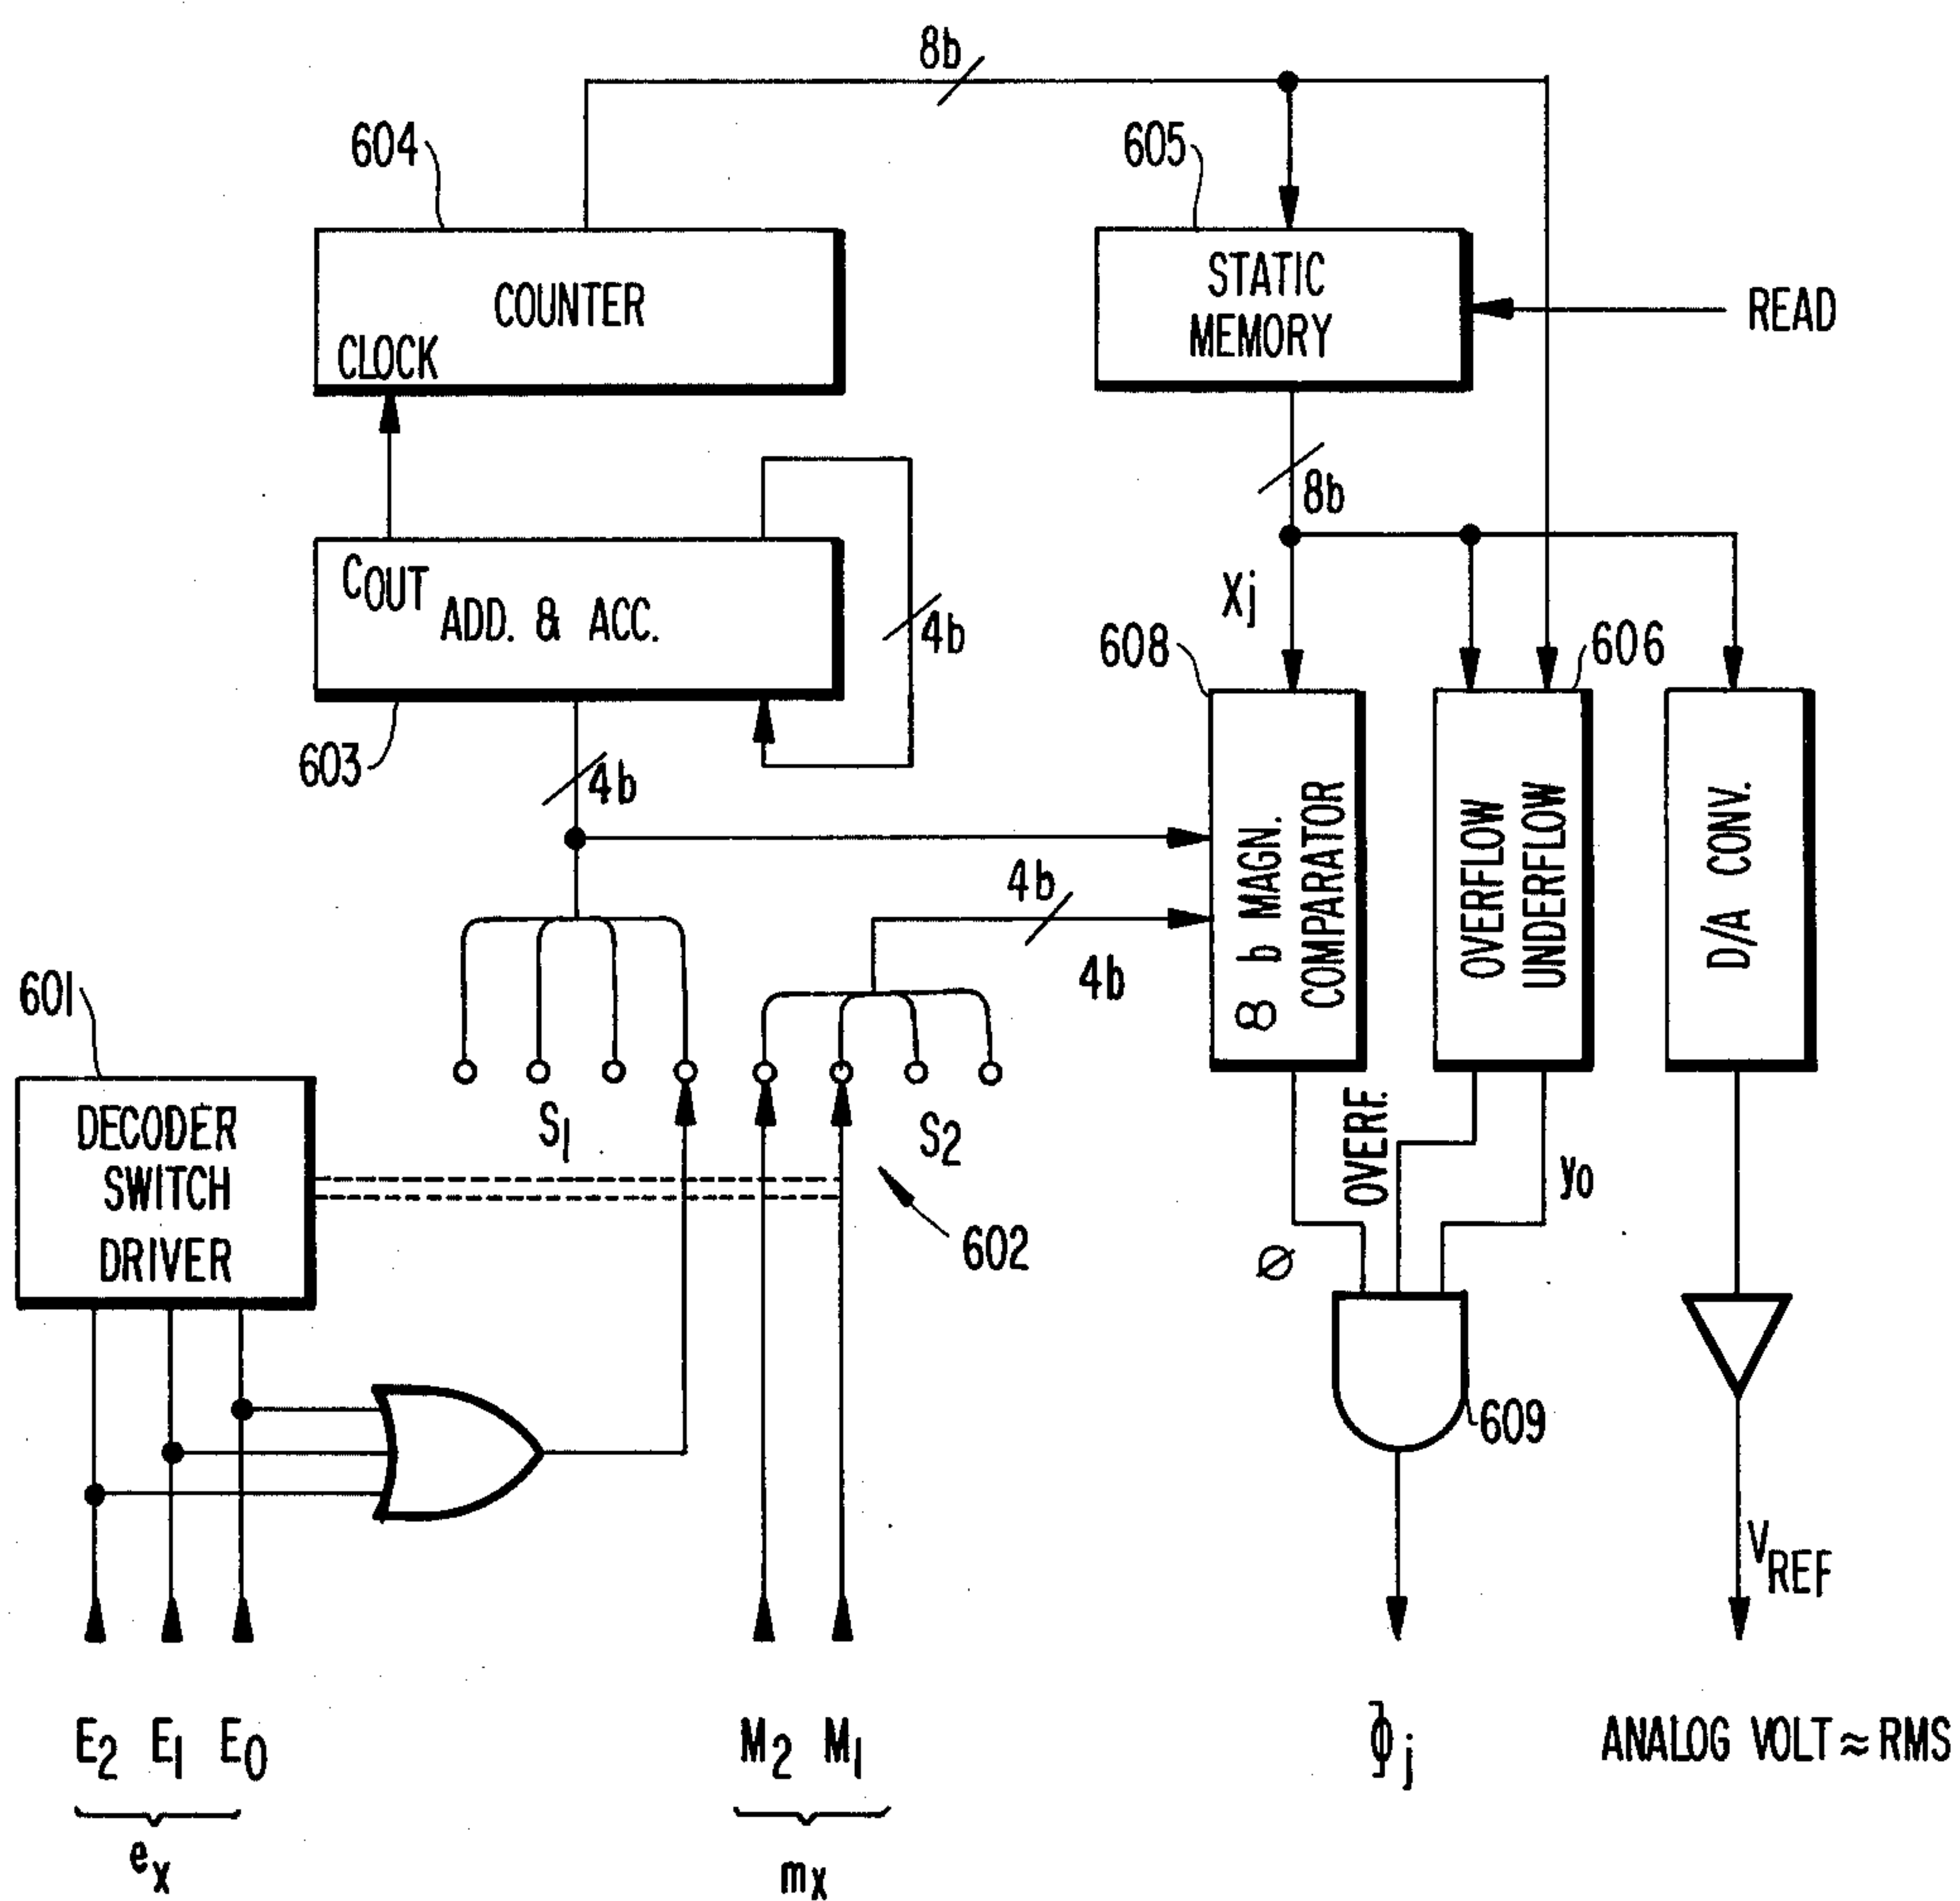 8b
604
605
COUNTER
CLOCK
STATIC
MEMORY
READ
8b
COUT
ADD. & ACC.
4b
Xj
608
606
603
4b
8 b MAGN.
COMPARATOR
OVERFLOW
UNDERFLOW
D/A CONV.
4b
4b
601
DECODER
SWITCH
DRIVER
S1
S2
602
OVERF.
y0
Ø
609
VREF
E2 E1 E0
M2 M1
ANALOG VOLT ≈ RMS
ex
mx